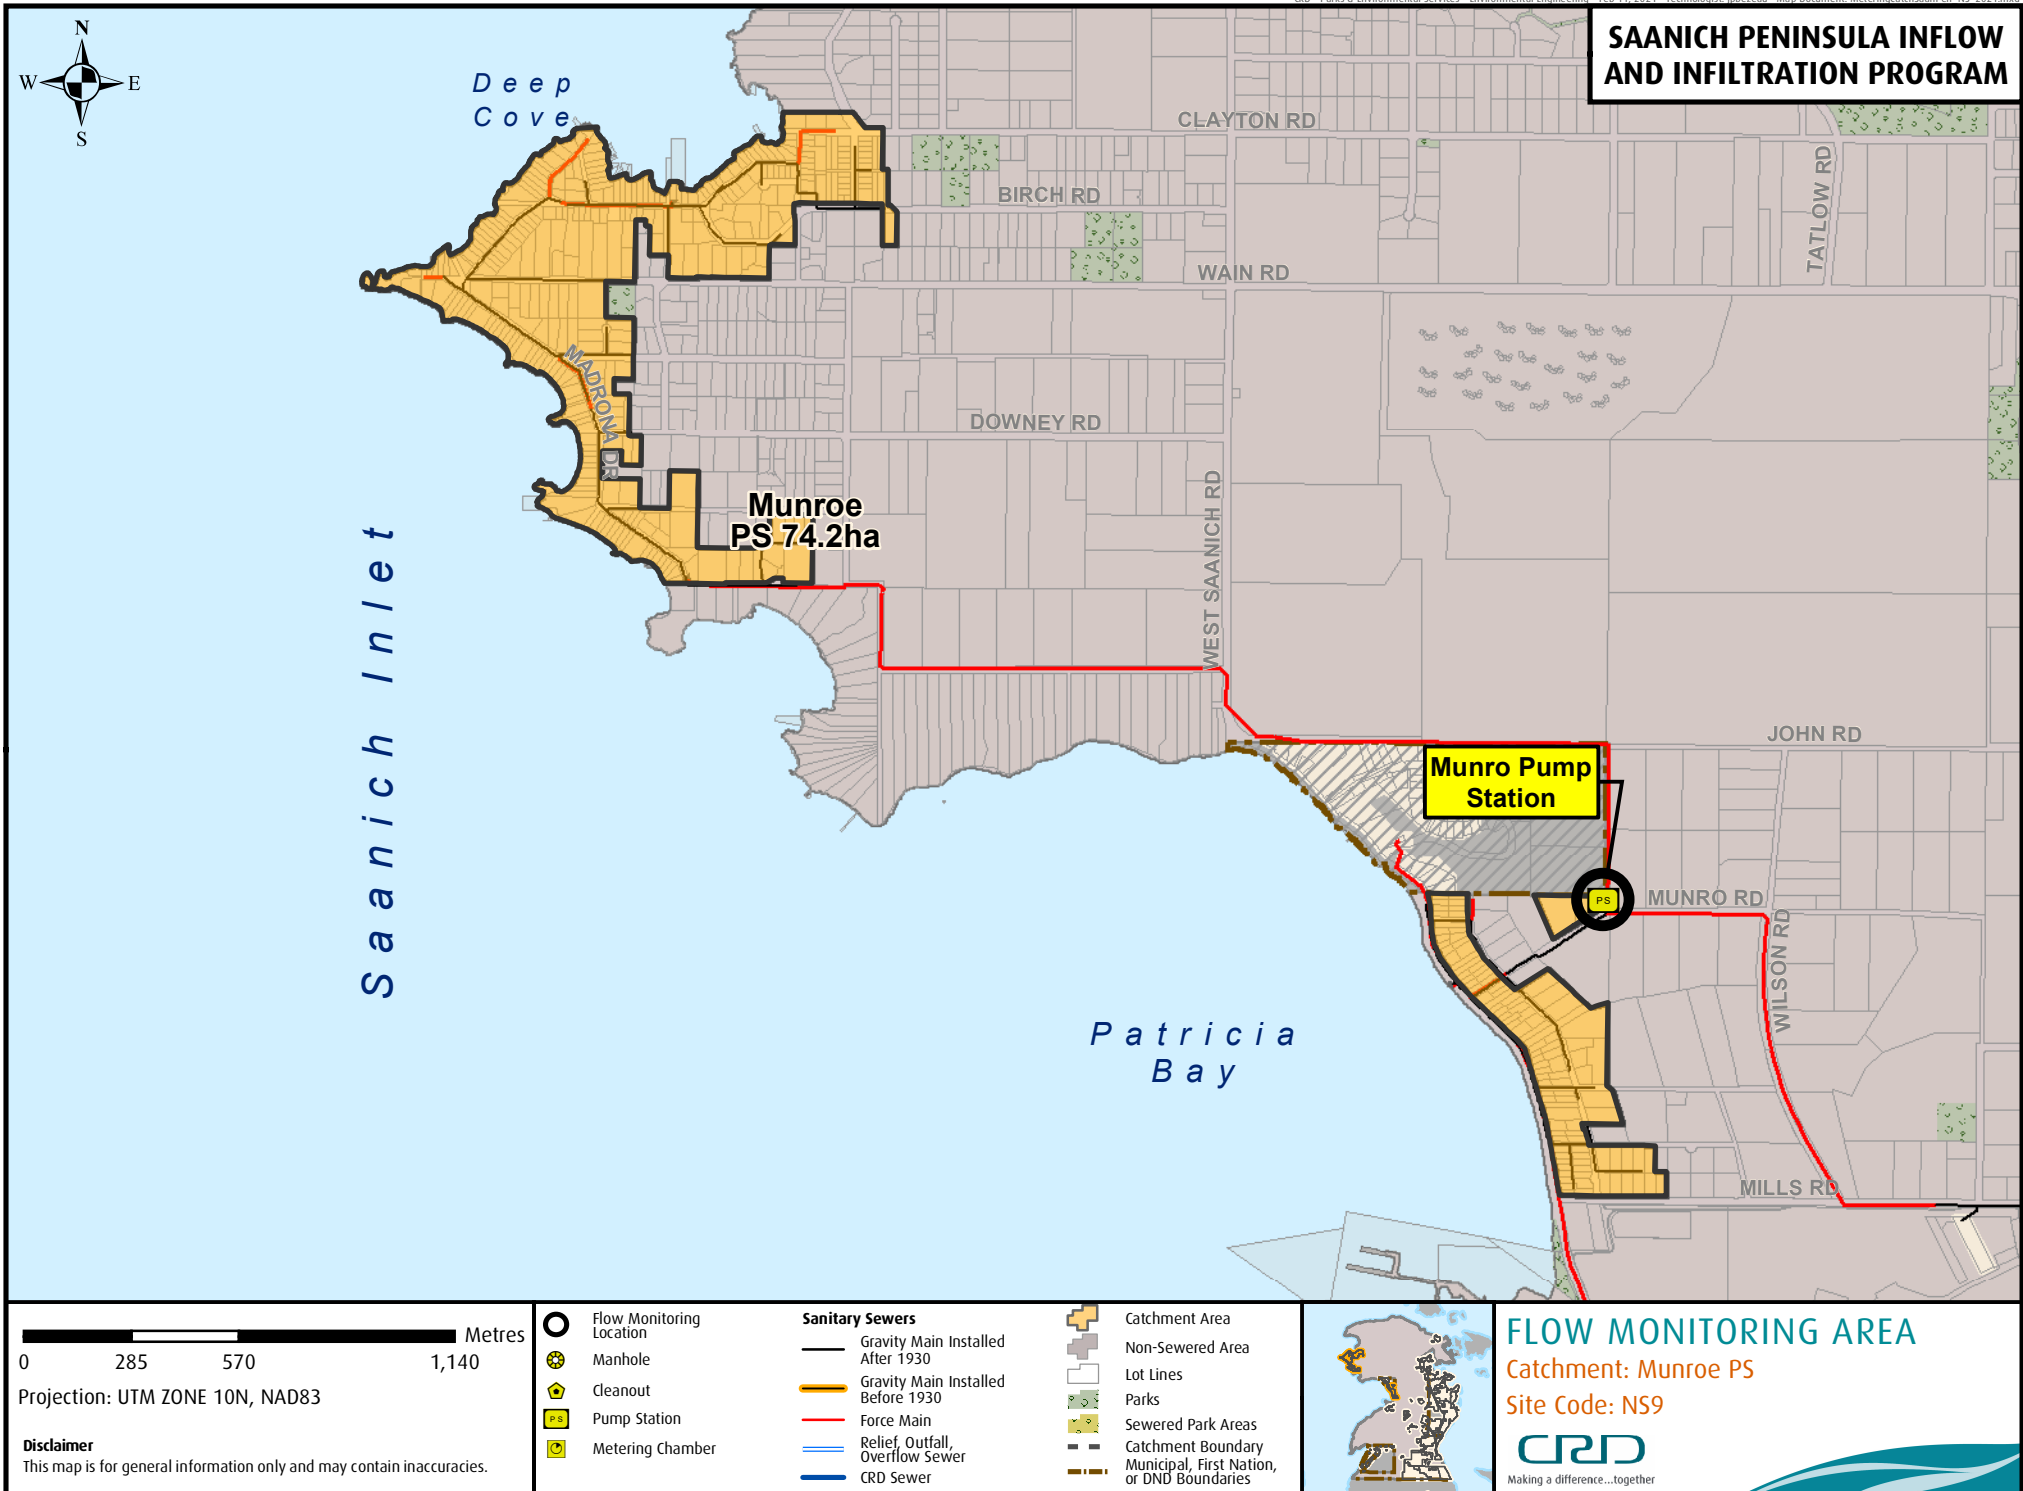 SAANICH PENINSULA INFLOW
AND INFILTRATION PROGRAM
N
W
E
S
Deep
Cove
CLAYTON RD
BIRCH RD
TATLOW RD
WAIN RD
MADRONA DR
DOWNEY RD
WEST SAANICH RD
Munroe
PS 74.2ha
Saanich Inlet
JOHN RD
Munro Pump
Station
PS
MUNRO RD
WILSON RD
Patricia
Bay
MILLS RD
Metres
0 285 570 1,140
Projection: UTM ZONE 10N, NAD83
Disclaimer
This map is for general information only and may contain inaccuracies.
Flow Monitoring
Location
Manhole
Cleanout
PS Pump Station
Metering Chamber
Sanitary Sewers
Gravity Main Installed
After 1930
Gravity Main Installed
Before 1930
Force Main
Relief, Outfall,
Overflow Sewer
CRD Sewer
Catchment Area
Non-Sewered Area
Lot Lines
Parks
Sewered Park Areas
Catchment Boundary
Municipal, First Nation,
or DND Boundaries
FLOW MONITORING AREA
Catchment: Munroe PS
Site Code: NS9
CRD
Making a difference...together